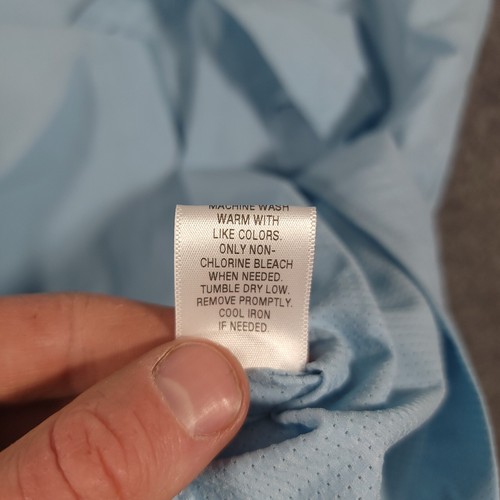 MACHINE WASH
WARM WITH
LIKE COLORS.
ONLY NON-
CHLORINE BLEACH
WHEN NEEDED.
TUMBLE DRY LOW.
REMOVE PROMPTLY.
COOL IRON
IF NEEDED.